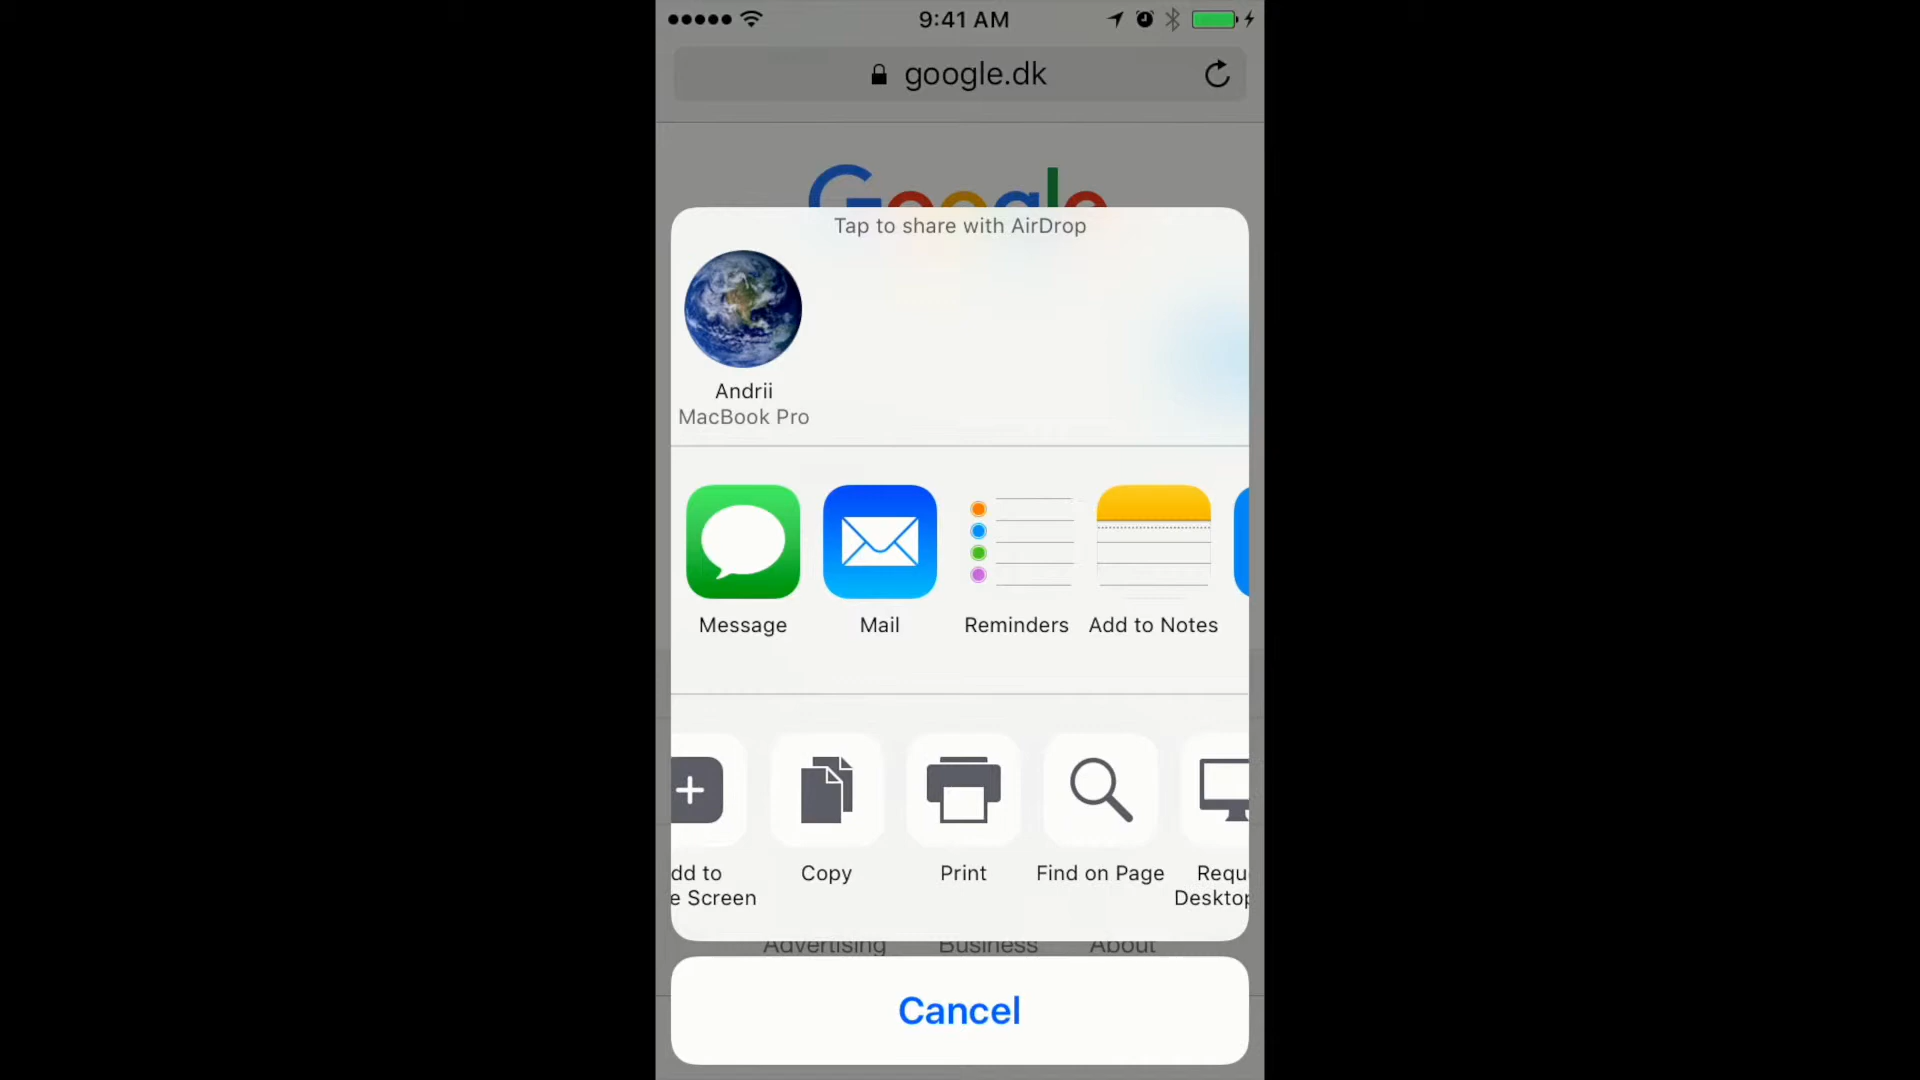 9:41 AM
google.dk
Google
Tap to share with AirDrop
Andrii
MacBook Pro
Message
Mail
Reminders
Add to Notes
dd to
e Screen
Copy
Print
Find on Page
Requ
Desktop
Advertising
Business
About
Cancel